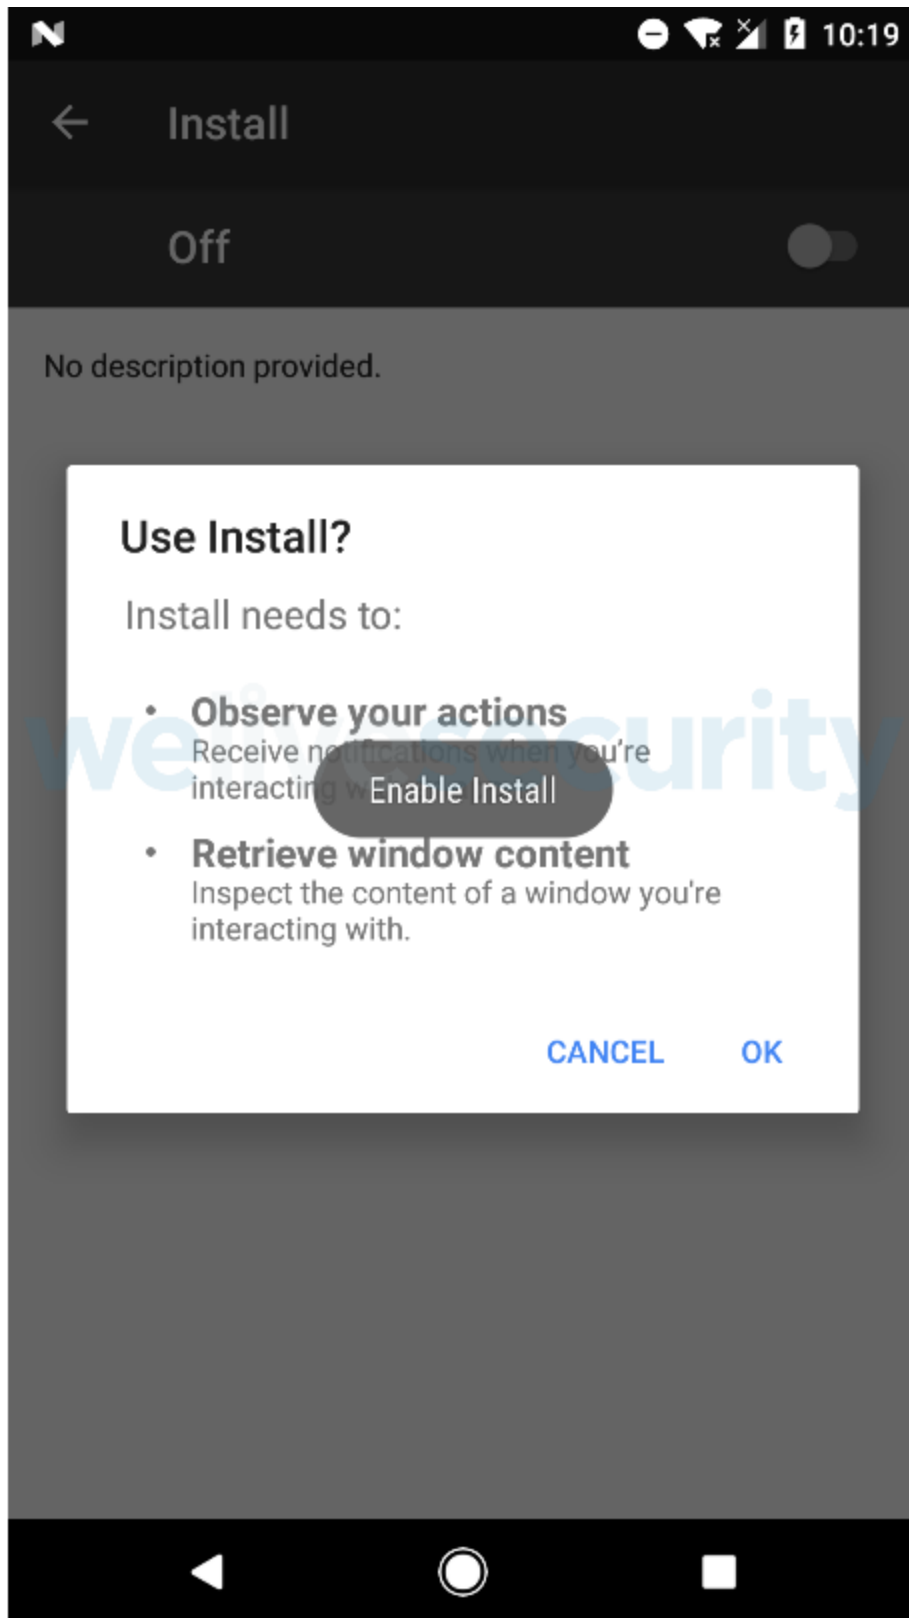 10:19
Install
Off
No description provided.
Use Install?
Install needs to:
• Observe your actions
Receive notifications when you're
interacting
Enable Install
• Retrieve window content
Inspect the content of a window you're
interacting with.
CANCEL OK
welivesecurity